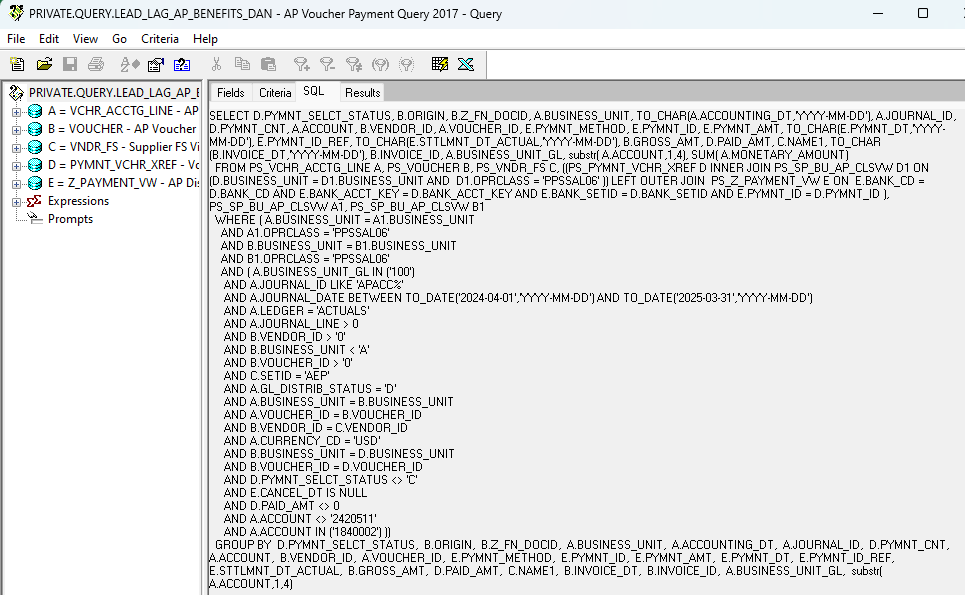 PRIVATE.QUERY.LEAD_LAG_AP_BENEFITS_DAN - AP Voucher Payment Query 2017 - Query
File Edit View Go Criteria Help
PRIVATE.QUERY.LEAD_LAG_AP_E
A = VCHR_ACCTG_LINE - AP
B = VOUCHER - AP Voucher
C = VNDR_FS - Supplier FS Vi
D = PYMNT_VCHR_XREF - Vo
E = Z_PAYMENT_VW - AP Dis
Expressions
Prompts
Fields Criteria SQL Results
SELECT D.PYMNT_SELCT_STATUS, B.ORIGIN, B.Z_FN_DOCID, A.BUSINESS_UNIT, TO_CHAR(A.ACCOUNTING_DT,'YYYY-MM-DD'), A.JOURNAL_ID,
D.PYMNT_CNT, A.ACCOUNT, B.VENDOR_ID, A.VOUCHER_ID, E.PYMNT_METHOD, E.PYMNT_ID, E.PYMNT_AMT, TO_CHAR(E.PYMNT_DT,'YYYY-
MM-DD'), E.PYMNT_ID_REF, TO_CHAR(E.STTLMNT_DT_ACTUAL,'YYYY-MM-DD'), B.GROSS_AMT, D.PAID_AMT, C.NAME1, TO_CHAR
(B.INVOICE_DT,'YYYY-MM-DD'), B.INVOICE_ID, A.BUSINESS_UNIT_GL, substr( A.ACCOUNT,1,4), SUM( A.MONETARY_AMOUNT)
FROM PS_VCHR_ACCTG_LINE A, PS_VOUCHER B, PS_VNDR_FS C, ((PS_PYMNT_VCHR_XREF D INNER JOIN PS_SP_BU_AP_CLSVW D1 ON
(D.BUSINESS_UNIT = D1.BUSINESS_UNIT AND D1.OPRCLASS = 'PPSSAL06' )) LEFT OUTER JOIN PS_Z_PAYMENT_VW E ON E.BANK_CD =
D.BANK_CD AND E.BANK_ACCT_KEY = D.BANK_ACCT_KEY AND E.BANK_SETID = D.BANK_SETID AND E.PYMNT_ID = D.PYMNT_ID ),
PS_SP_BU_AP_CLSVW A1, PS_SP_BU_AP_CLSVW B1
WHERE ( A.BUSINESS_UNIT = A1.BUSINESS_UNIT
AND A1.OPRCLASS = 'PPSSAL06'
AND B.BUSINESS_UNIT = B1.BUSINESS_UNIT
AND B1.OPRCLASS = 'PPSSAL06'
AND ( A.BUSINESS_UNIT_GL IN ('100')
AND A.JOURNAL_ID LIKE 'APACC%'
AND A.JOURNAL_DATE BETWEEN TO_DATE('2024-04-01','YYYY-MM-DD') AND TO_DATE('2025-03-31','YYYY-MM-DD')
AND A.LEDGER = 'ACTUALS'
AND A.JOURNAL_LINE > 0
AND B.VENDOR_ID > '0'
AND B.BUSINESS_UNIT < 'A'
AND B.VOUCHER_ID > '0'
AND C.SETID = 'AEP'
AND A.GL_DISTRIB_STATUS = 'D'
AND A.BUSINESS_UNIT = B.BUSINESS_UNIT
AND A.VOUCHER_ID = B.VOUCHER_ID
AND B.VENDOR_ID = C.VENDOR_ID
AND A.CURRENCY_CD = 'USD'
AND B.BUSINESS_UNIT = D.BUSINESS_UNIT
AND B.VOUCHER_ID = D.VOUCHER_ID
AND D.PYMNT_SELCT_STATUS <> 'C'
AND E.CANCEL_DT IS NULL
AND D.PAID_AMT <> 0
AND A.ACCOUNT <> '2420511'
AND A.ACCOUNT IN ('1840002') ))
GROUP BY D.PYMNT_SELCT_STATUS, B.ORIGIN, B.Z_FN_DOCID, A.BUSINESS_UNIT, A.ACCOUNTING_DT, A.JOURNAL_ID, D.PYMNT_CNT,
A.ACCOUNT, B.VENDOR_ID, A.VOUCHER_ID, E.PYMNT_METHOD, E.PYMNT_ID, E.PYMNT_AMT, E.PYMNT_DT, E.PYMNT_ID_REF,
E.STTLMNT_DT_ACTUAL, B.GROSS_AMT, D.PAID_AMT, C.NAME1, B.INVOICE_DT, B.INVOICE_ID, A.BUSINESS_UNIT_GL, substr(
A.ACCOUNT,1,4)